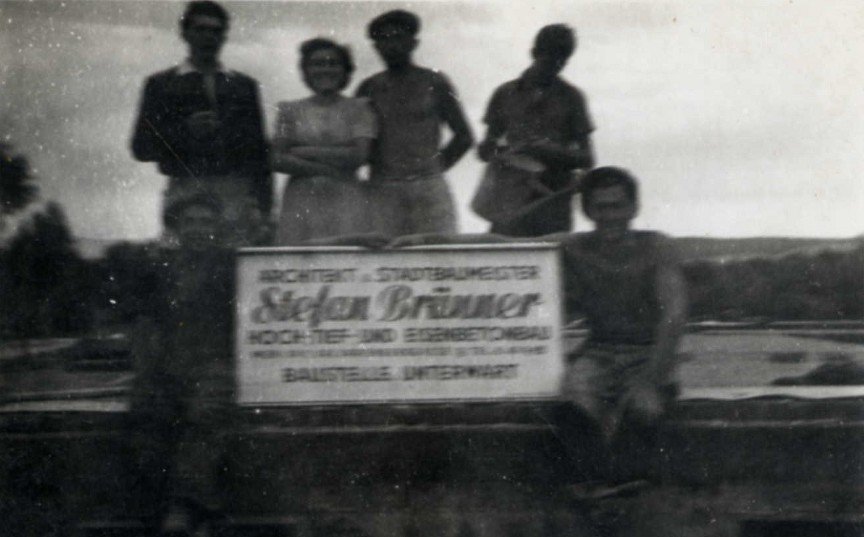 ARCHITEKT u. STADTBAUMEISTER
Stefan Brünner
HOCH-TIEF- UND EISENBETONBAU
BAUSTELLE, UNTERWART